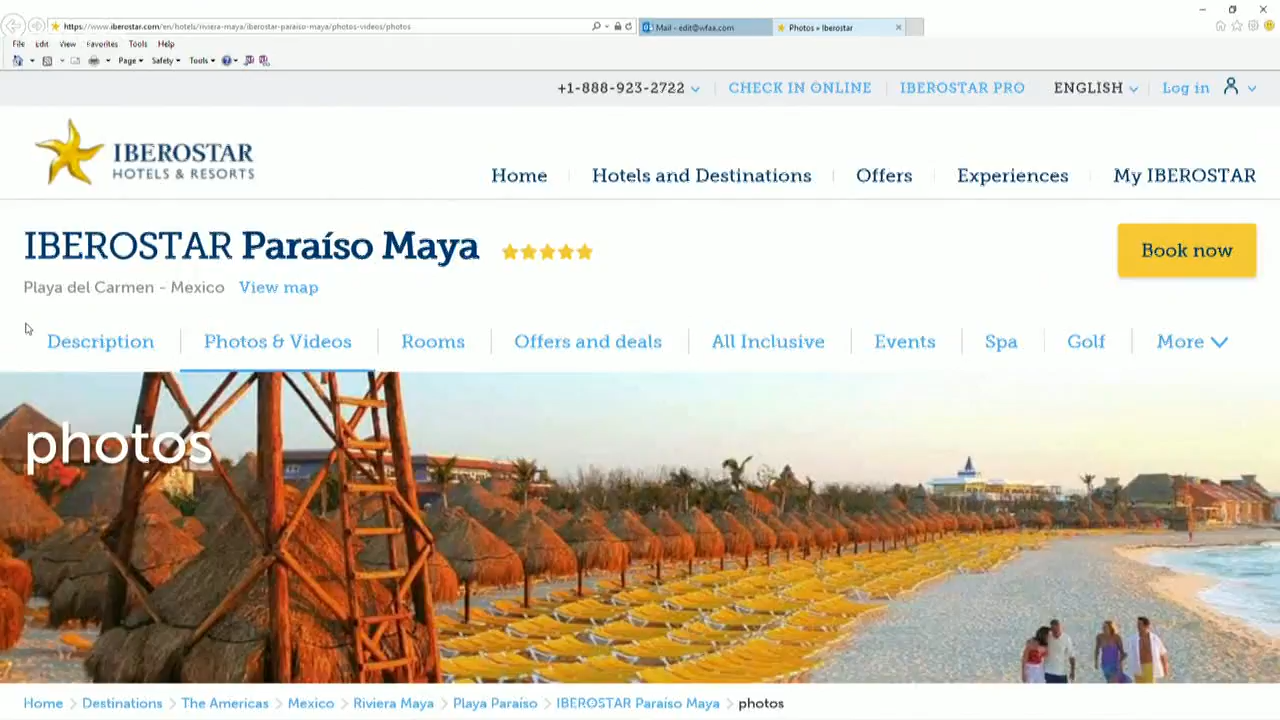 https://www.iberostar.com/en/hotels/riviera-maya/iberostar-paraiso-maya/photos-videos/photos
Mail - edit@wfaa.com
Photos » Iberostar
File Edit View Favorites Tools Help
Page Safety Tools
+1-888-923-2722 CHECK IN ONLINE IBEROSTAR PRO ENGLISH Log in
IBEROSTAR
HOTELS & RESORTS
Home Hotels and Destinations Offers Experiences My IBEROSTAR
IBEROSTAR Paraíso Maya
Book now
Playa del Carmen - Mexico View map
Description Photos & Videos Rooms Offers and deals All Inclusive Events Spa Golf More
photos
Home > Destinations > The Americas > Mexico > Riviera Maya > Playa Paraíso > IBEROSTAR Paraíso Maya > photos